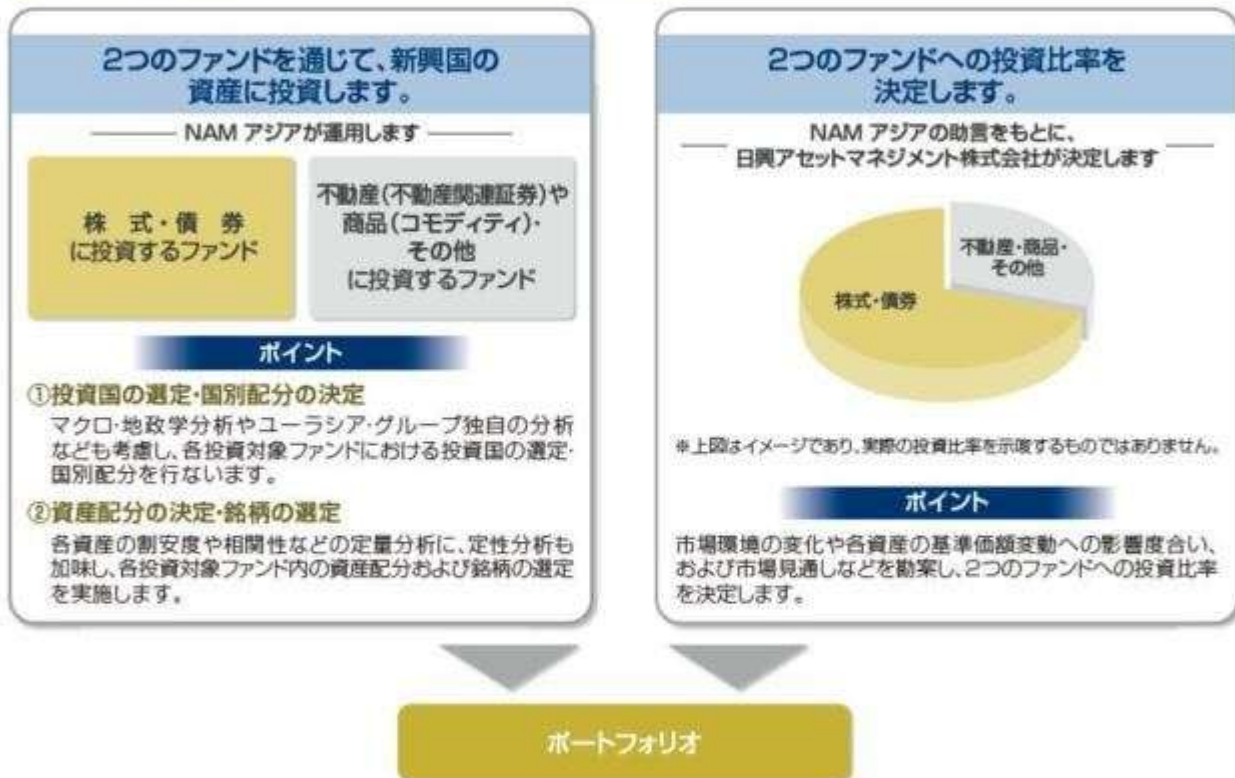 2つのファンドを通じて、新興国の
資産に投資します。
NAM アジアが運用します
株 式・債 券
に投資するファンド
不動産(不動産関連証券)や
商品(コモディティ)・
その他
に投資するファンド
ポイント
①投資国の選定・国別配分の決定
マクロ・地政学分析やユーラシア・グループ独自の分析
なども考慮し、各投資対象ファンドにおける投資国の選定・
国別配分を行ないます。
②資産配分の決定・銘柄の選定
各資産の割安度や相関性などの定量分析に、定性分析も
加味し、各投資対象ファンド内の資産配分および銘柄の選定
を実施します。
2つのファンドへの投資比率を
決定します。
NAM アジアの助言をもとに、
日興アセットマネジメント株式会社が決定します
不動産・商品・
その他
株式・債券
※上図はイメージであり、実際の投資比率を示唆するものではありません。
ポイント
市場環境の変化や各資産の基準価額変動への影響度合い、
および市場見通しなどを勘案し、2つのファンドへの投資比率
を決定します。
ポートフォリオ